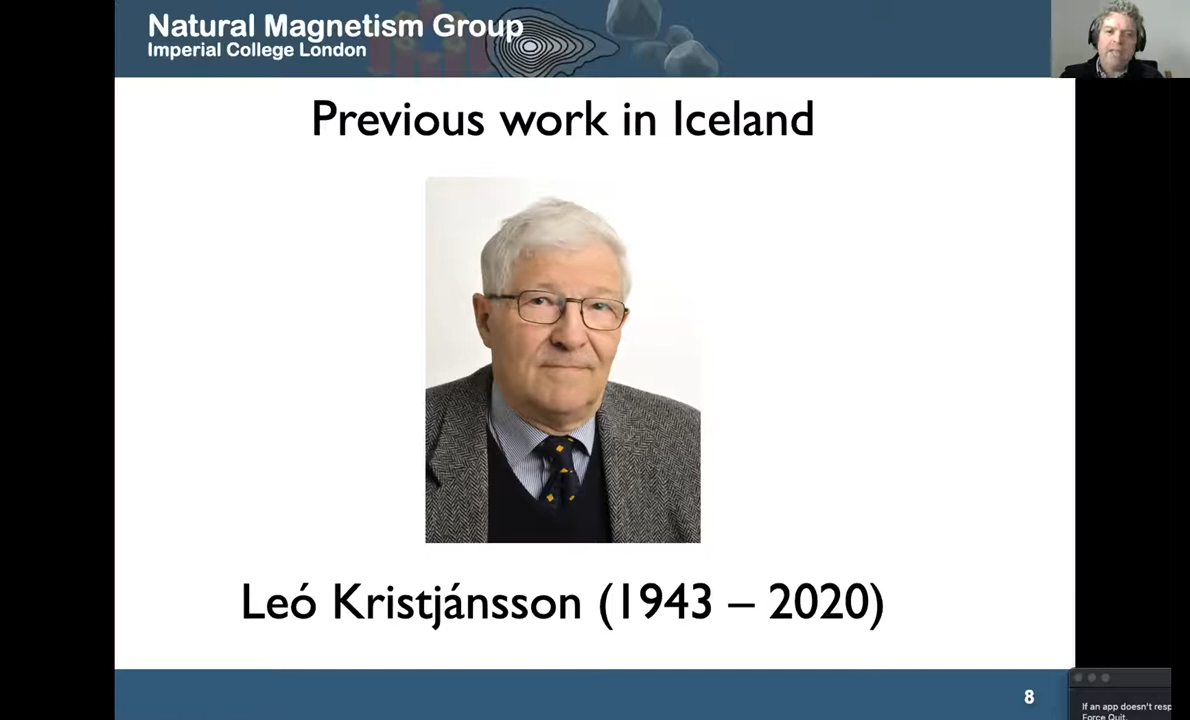 Natural Magnetism Group
Imperial College London
Previous work in Iceland
Leó Kristjánsson (1943 – 2020)
8
If an app doesn't resp
Force Quit.